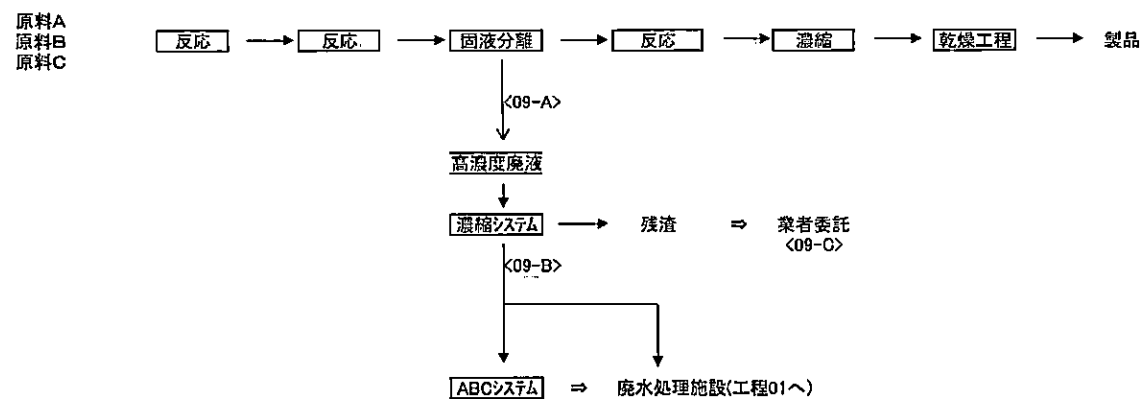 原料A
原料B
原料C
反応
反応
固液分離
反応
濃縮
乾燥工程
製品
<09-A>
高濃度廃液
濃縮システム
残渣
⇒
業者委託
<09-C>
<09-B>
ABCシステム
⇒
廃水処理施設(工程01へ)